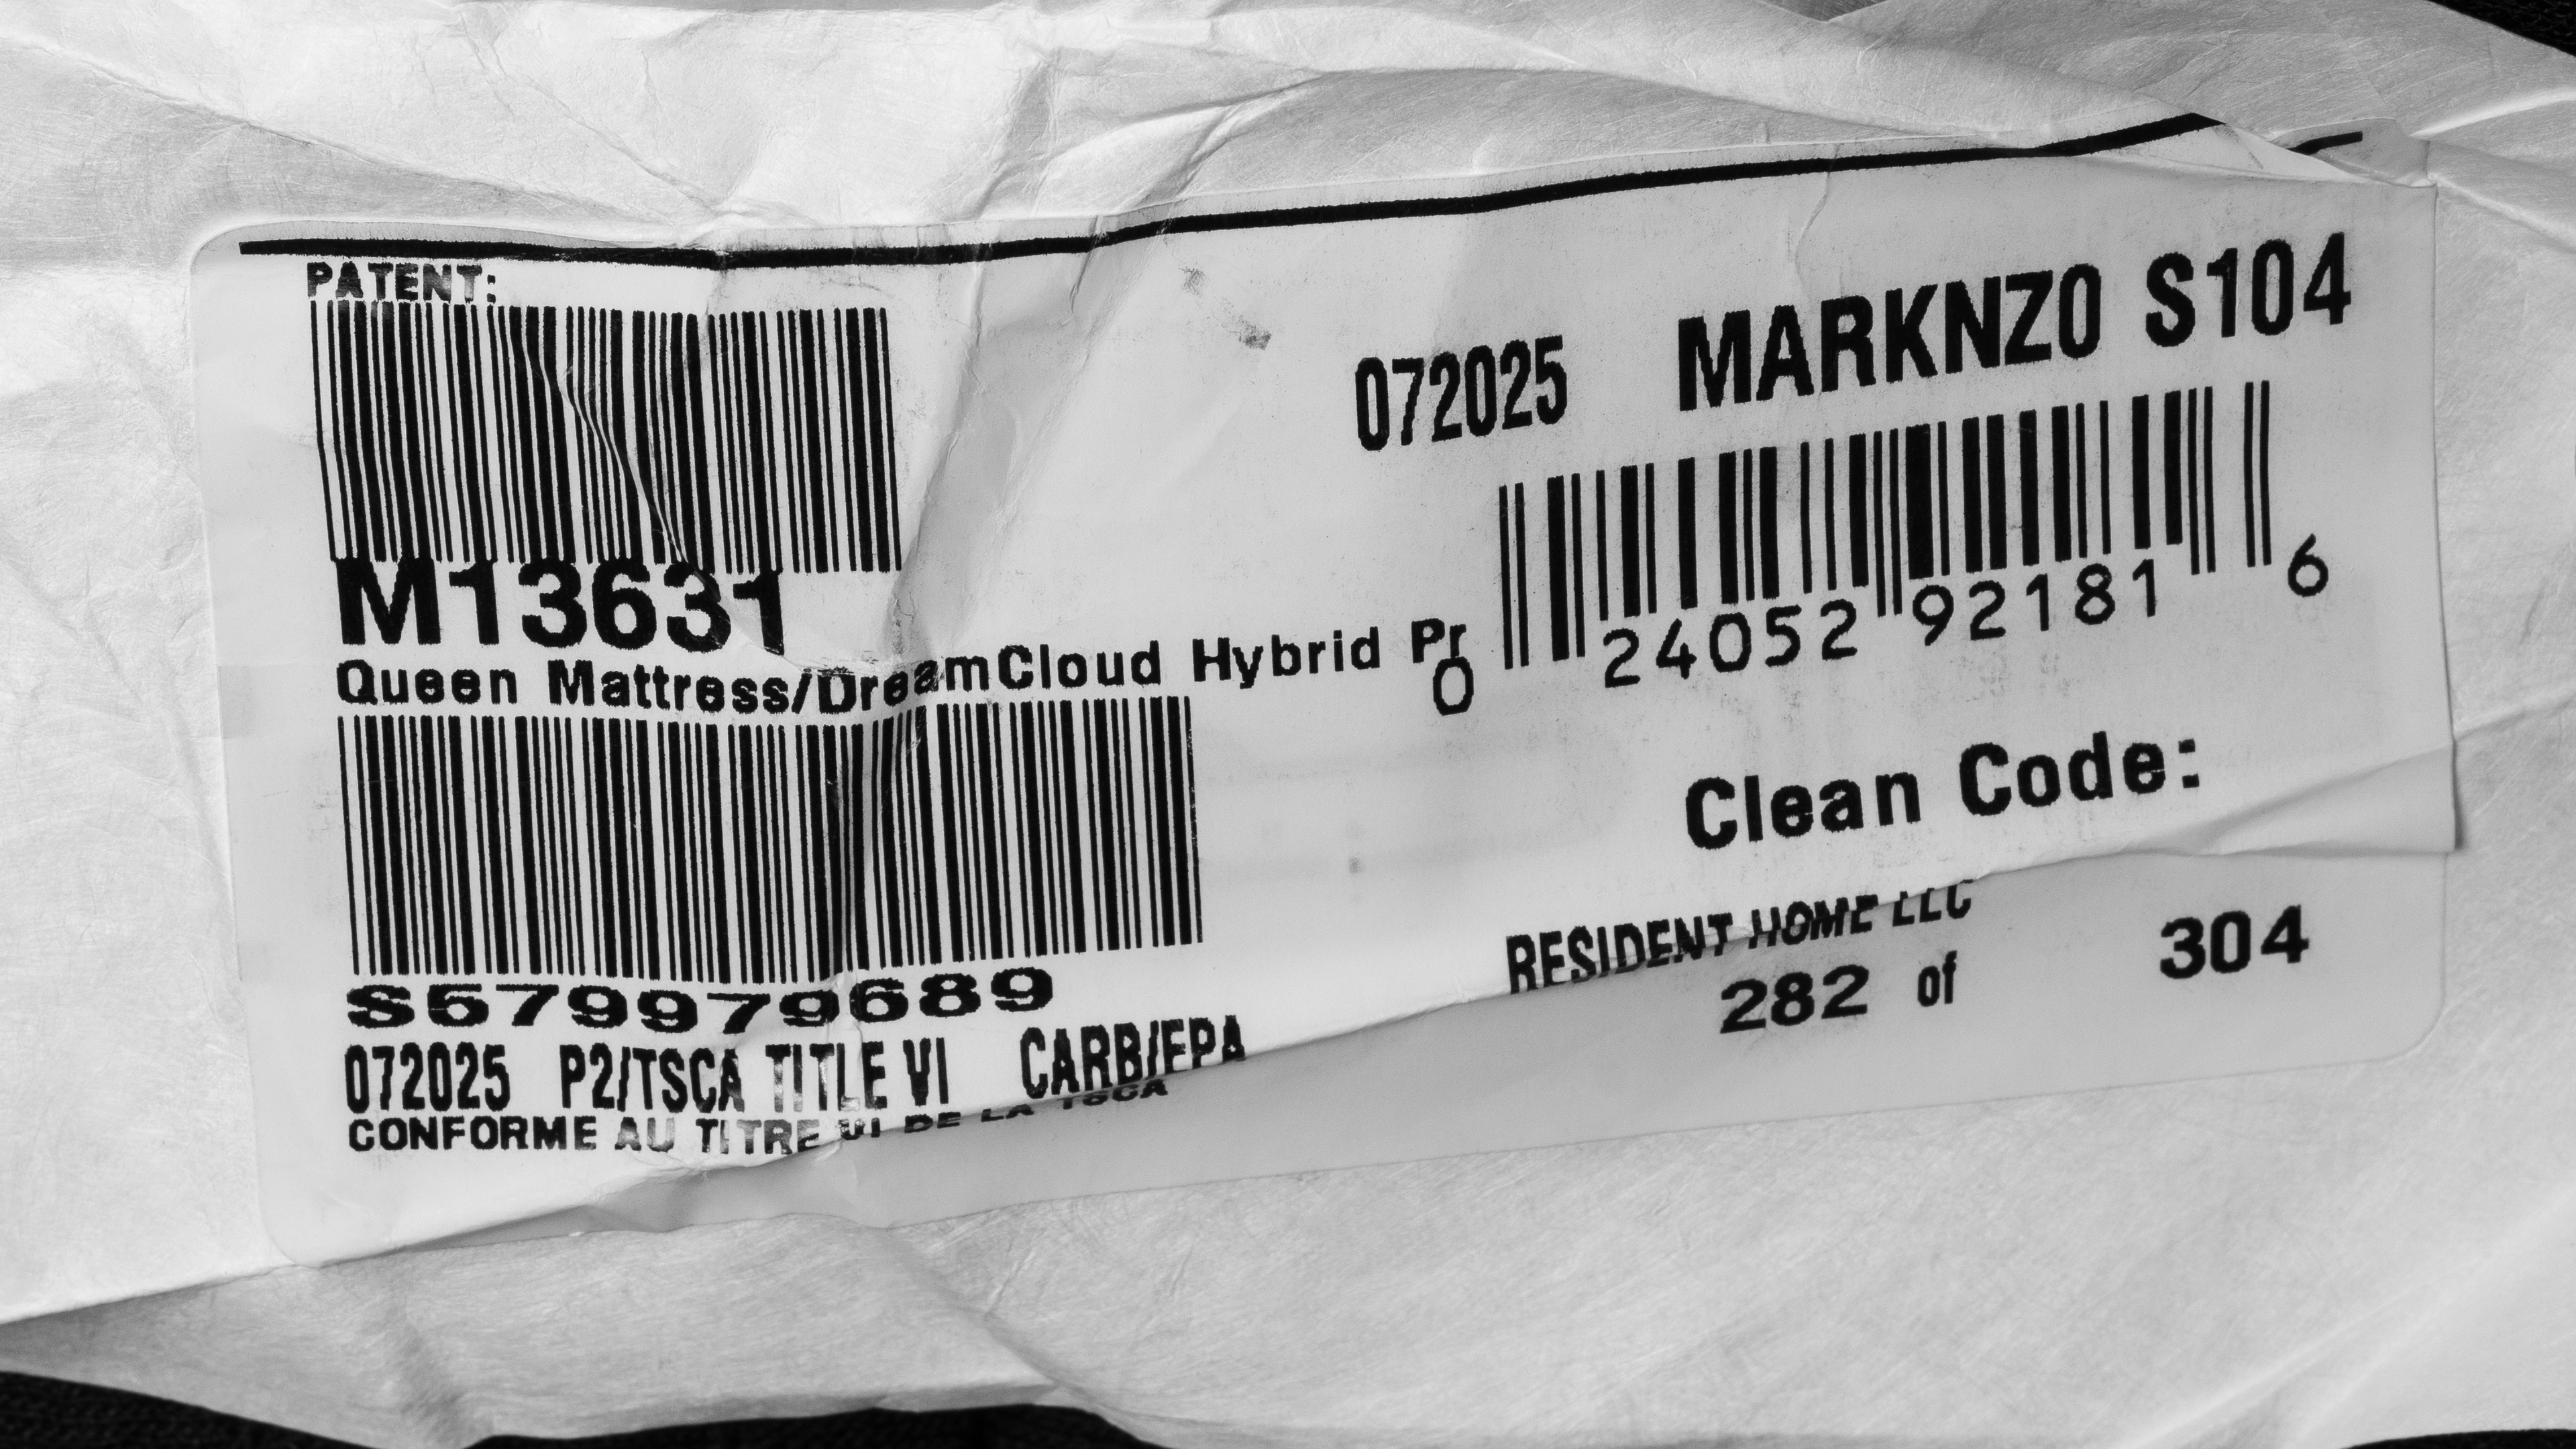 PATENT:
M13631
Queen Mattress/DreamCloud Hybrid Pr
S579979689
072025 P2/TSCA TITLE VI CARB/EPA
CONFORME AU TITRE VI DE LA TSCA
072025 MARKNZ0 S104
0 24052 92181 6
Clean Code:
RESIDENT HOME LLC
282 of 304